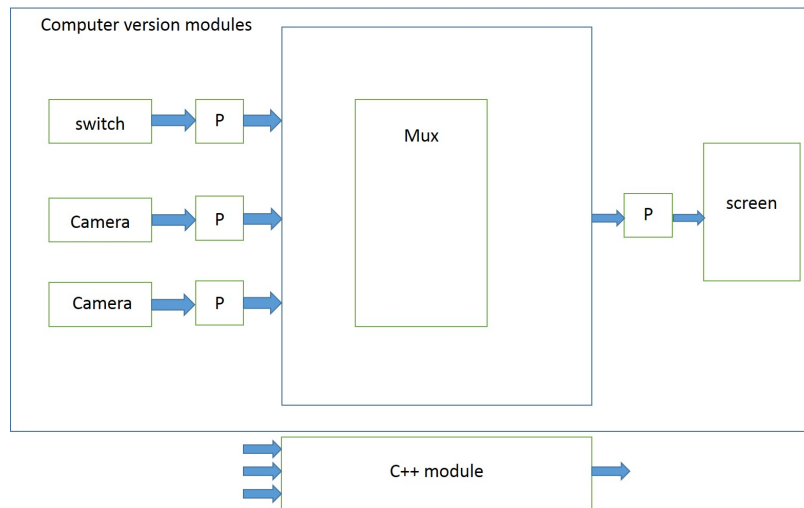 Computer version modules
switch
P
Mux
Camera
P
P
screen
Camera
P
C++ module